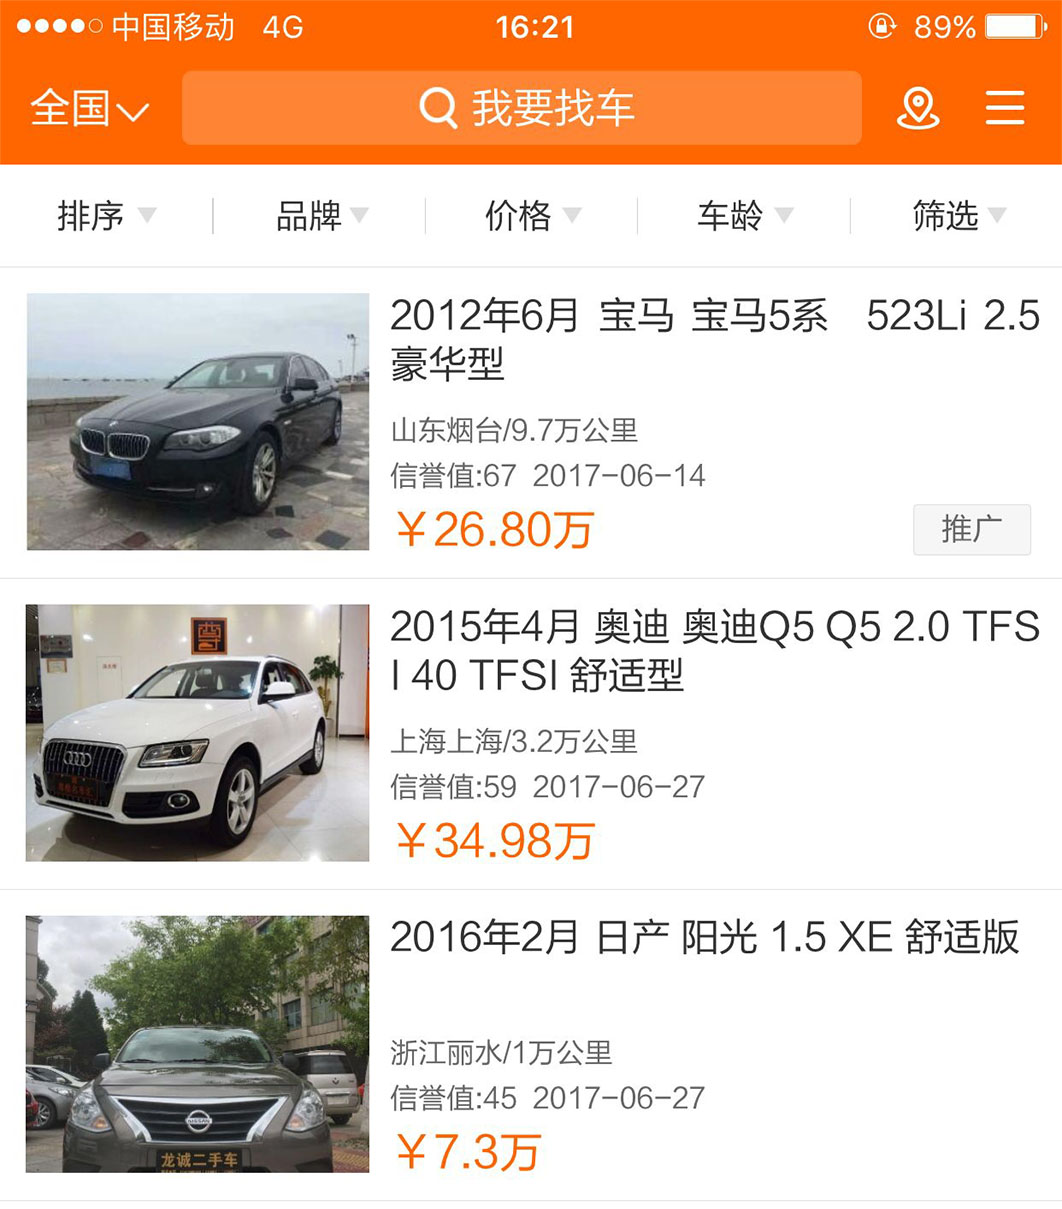 中国移动 4G 16:21 89%
全国 我要找车
排序 品牌 价格 车龄 筛选
2012年6月 宝马 宝马5系 523Li 2.5
豪华型
山东烟台/9.7万公里
信誉值:67 2017-06-14
￥26.80万
推广
2015年4月 奥迪 奥迪Q5 Q5 2.0 TFS
I 40 TFSI 舒适型
上海上海/3.2万公里
信誉值:59 2017-06-27
￥34.98万
2016年2月 日产 阳光 1.5 XE 舒适版
浙江丽水/1万公里
信誉值:45 2017-06-27
￥7.3万
NISSAN
龙诚二手车